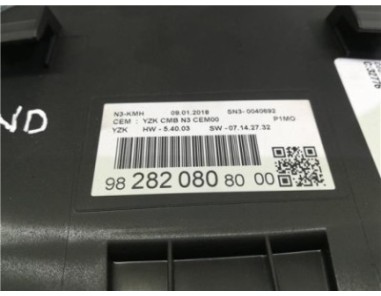 N3-KMH 09.01.2018 SN3-0040692
CEM : YZK CMB N3 CEM00 P1MO
YZK HW - 5.40.03 SW - 07.14.27.32
98 282 080 80 00
ND